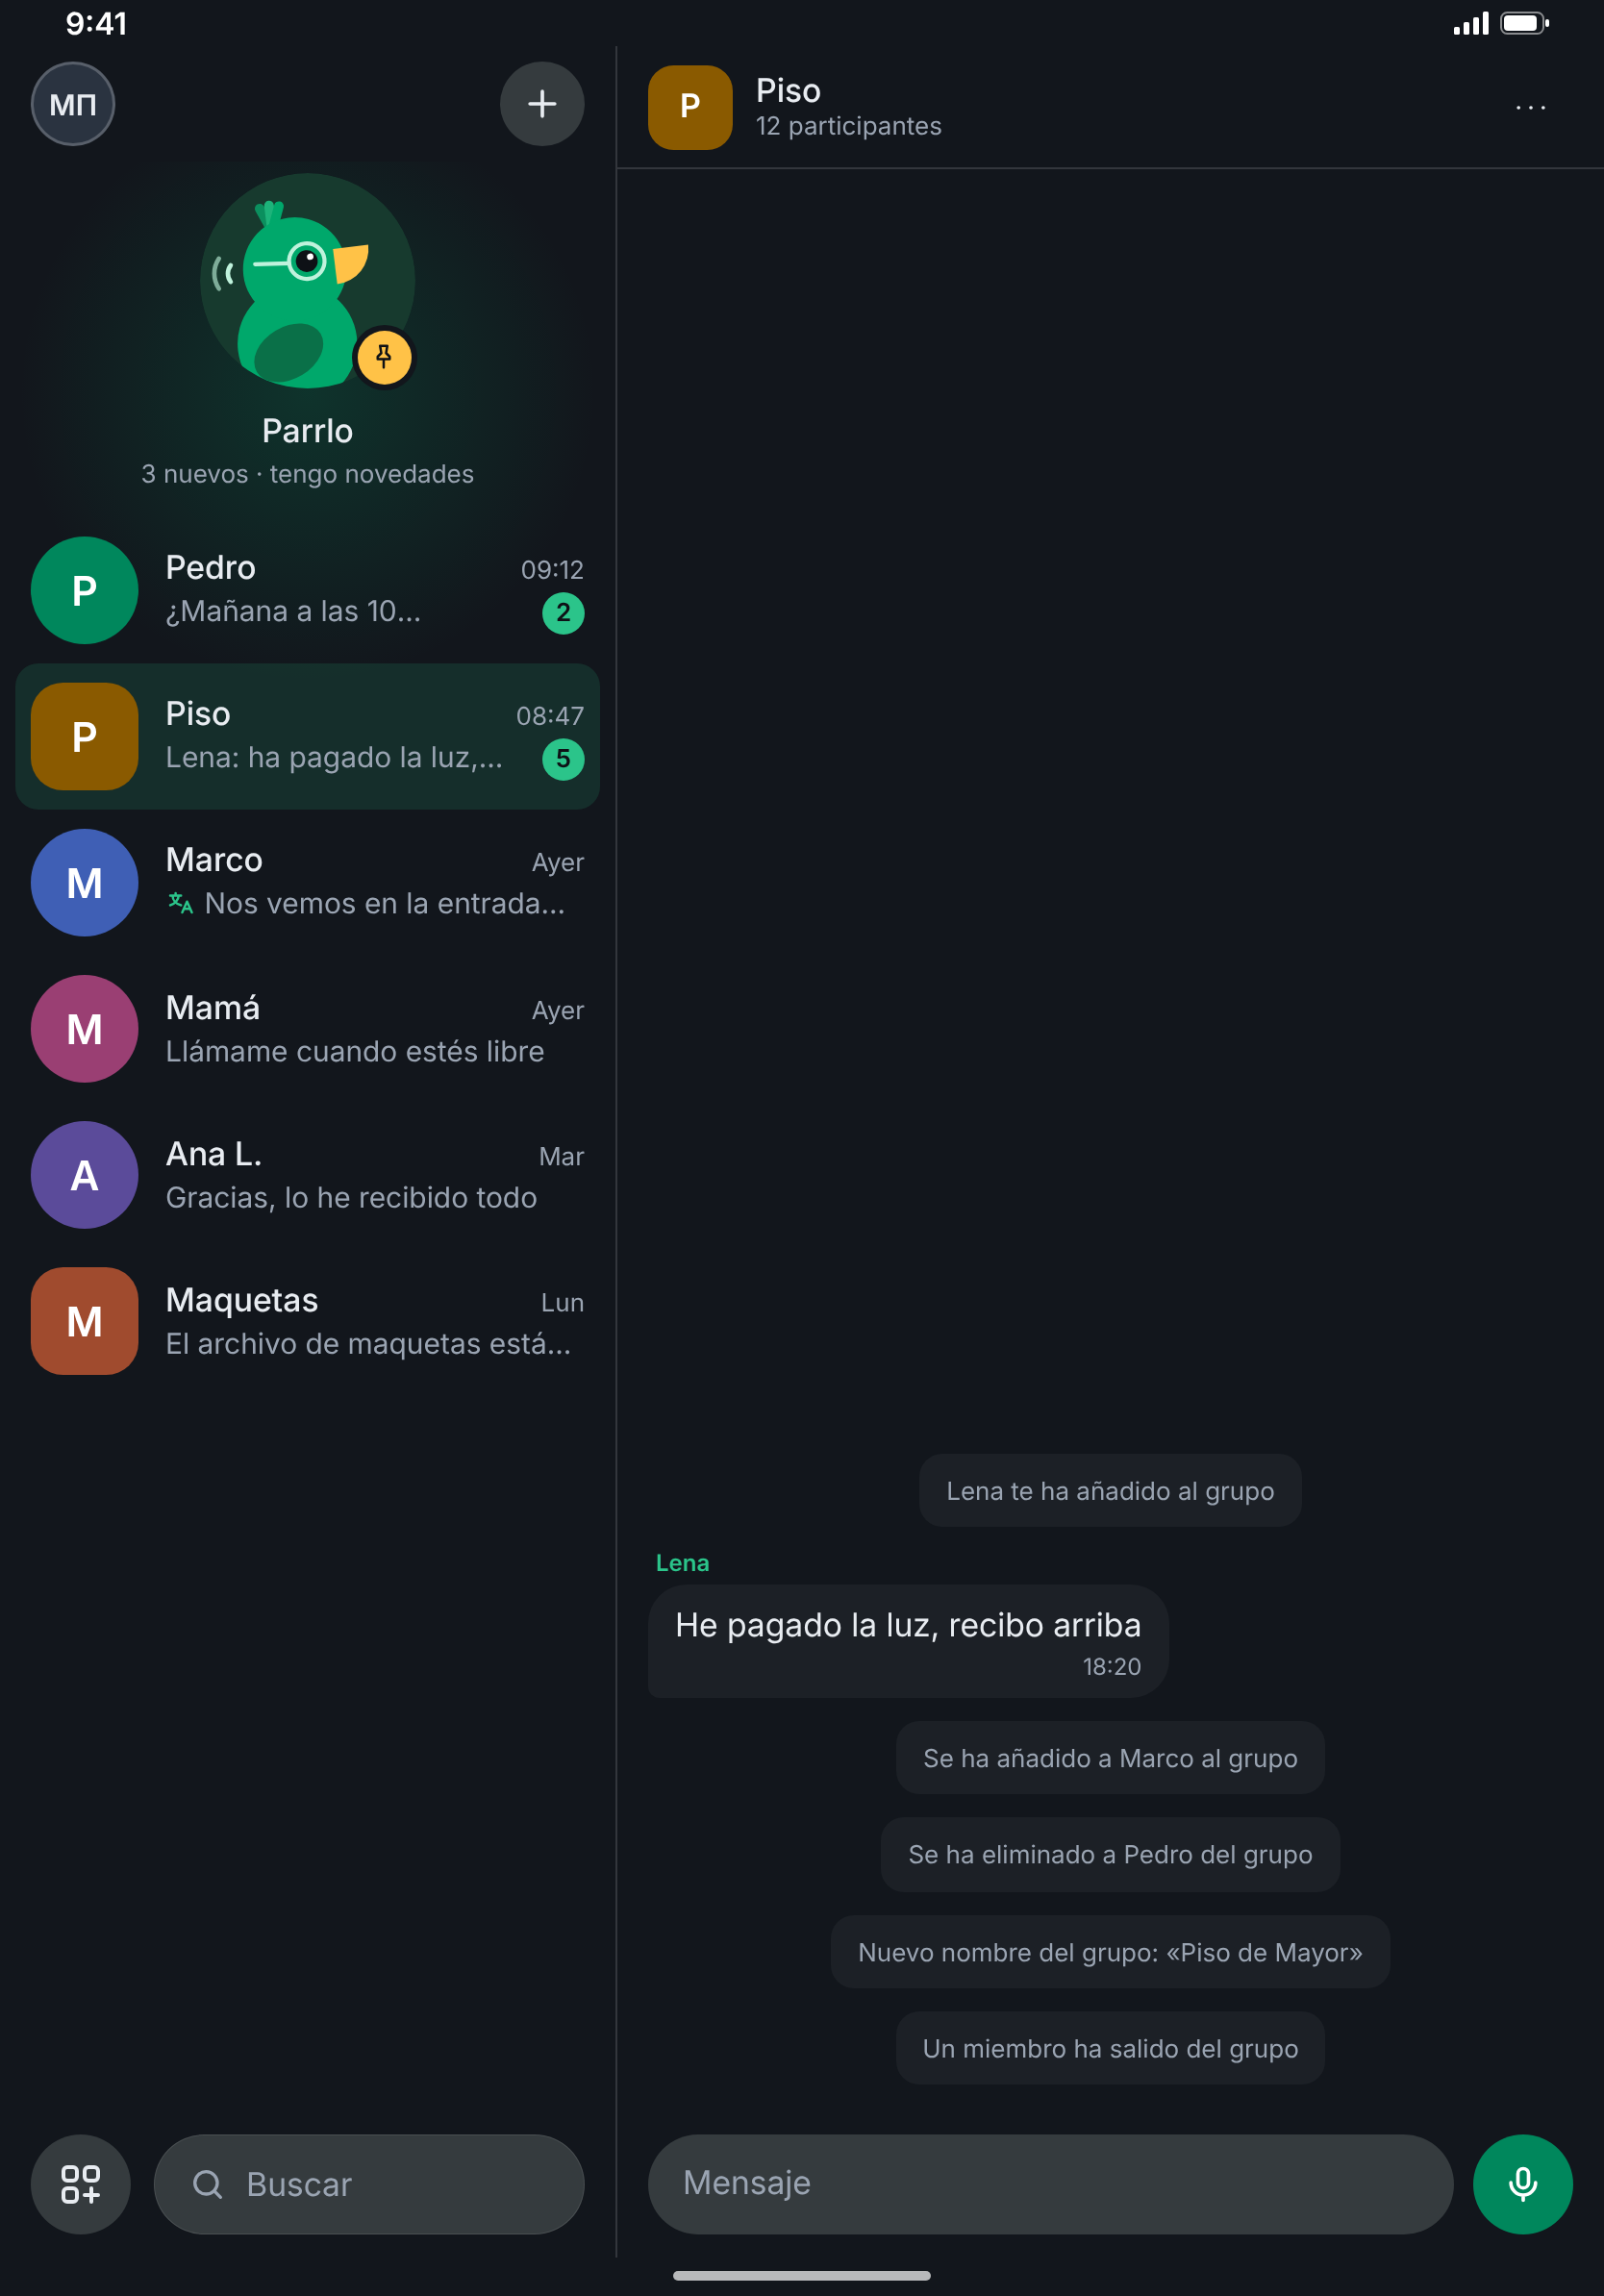 9:41
МП
Parrlo
3 nuevos · tengo novedades
P
Pedro
09:12
¿Mañana a las 10...
2
P
Piso
08:47
Lena: ha pagado la luz,...
5
M
Marco
Ayer
Nos vemos en la entrada...
M
Mamá
Ayer
Llámame cuando estés libre
A
Ana L.
Mar
Gracias, lo he recibido todo
M
Maquetas
Lun
El archivo de maquetas está...
Buscar
P
Piso
12 participantes
Lena te ha añadido al grupo
Lena
He pagado la luz, recibo arriba
18:20
Se ha añadido a Marco al grupo
Se ha eliminado a Pedro del grupo
Nuevo nombre del grupo: «Piso de Mayor»
Un miembro ha salido del grupo
Mensaje